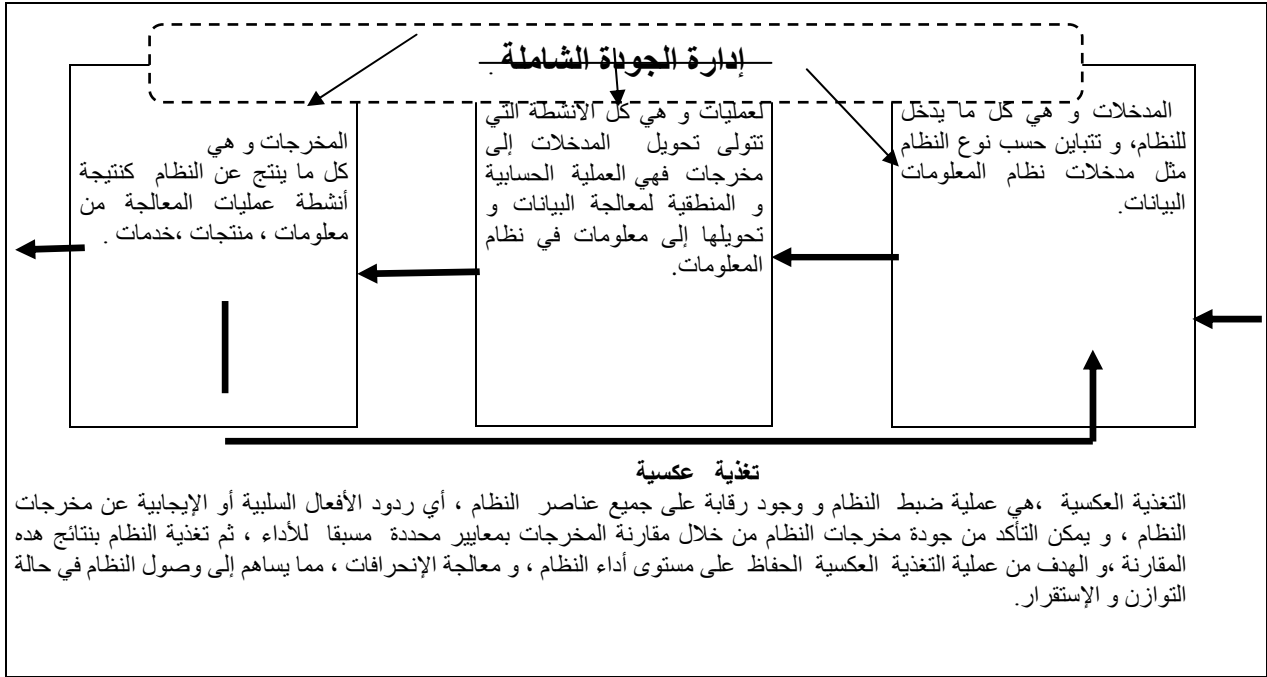 إدارة الجودة الشاملة .
المدخلات و هي كل ما يدخل
للنظام، و تتباين حسب نوع النظام
مثل مدخلات نظام المعلومات
البيانات.
لعمليات و هي كل الأنشطة التي
تتولى تحويل المدخلات إلى
مخرجات فهي العملية الحسابية
و المنطقية لمعالجة البيانات و
تحويلها إلى معلومات في نظام
المعلومات.
المخرجات و هي
كل ما ينتج عن النظام كنتيجة
أنشطة عمليات المعالجة من
معلومات ، منتجات ،خدمات .
تغذية عكسية
التغذية العكسية ،هي عملية ضبط النظام و وجود رقابة على جميع عناصر النظام ، أي ردود الأفعال السلبية أو الإيجابية عن مخرجات
النظام ، و يمكن التأكد من جودة مخرجات النظام من خلال مقارنة المخرجات بمعايير محددة مسبقا للأداء ، ثم تغذية النظام بنتائج هده
المقارنة ،و الهدف من عملية التغذية العكسية الحفاظ على مستوى أداء النظام ، و معالجة الإنحرافات ، مما يساهم إلى وصول النظام في حالة
التوازن و الإستقرار.